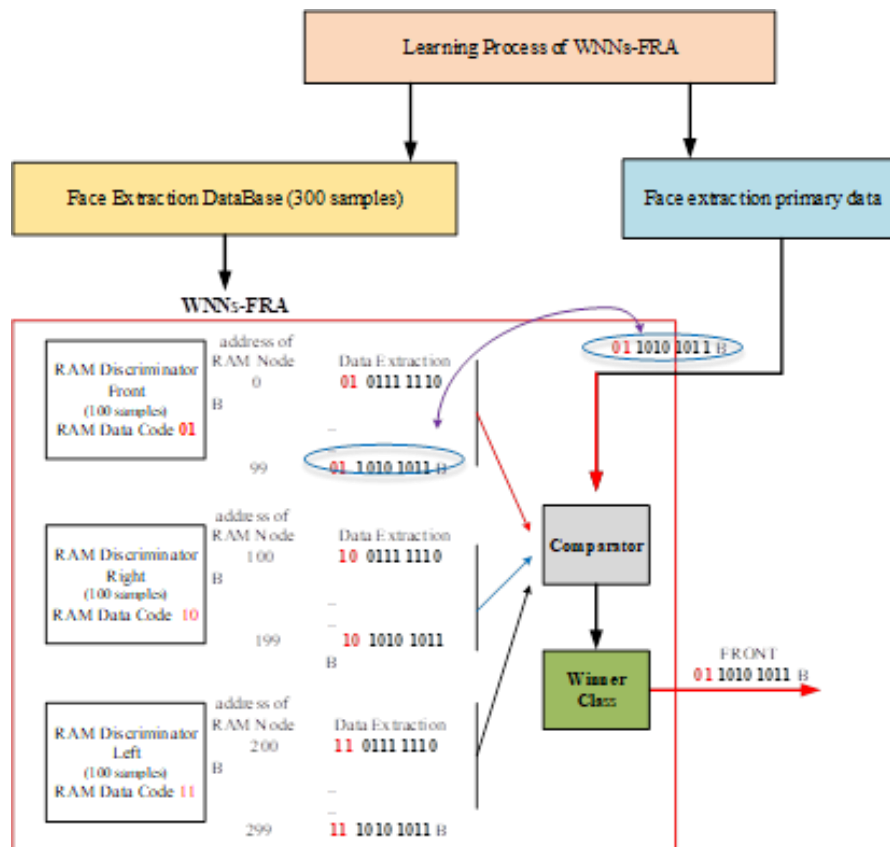 Learning Process of WNNs-FRA
Face Extraction DataBase (300 samples)
Face extraction primary data
WNNs-FRA
01 1010 1011 B
RAM Discriminator
Front
(100 samples)
RAM Data Code 01
address of
RAM Node
0
B
99
Data Extraction
01 0111 1110
01 1010 1011 B
RAM Discriminator
Right
(100 samples)
RAM Data Code 10
address of
RAM Node
100
B
199
Data Extraction
10 0111 1110
10 1010 1011
B
Comparator
Winner
Class
FRONT
01 1010 1011 B
RAM Discriminator
Left
(100 samples)
RAM Data Code 11
address of
RAM Node
200
B
299
Data Extraction
11 0111 1110
11 1010 1011 B